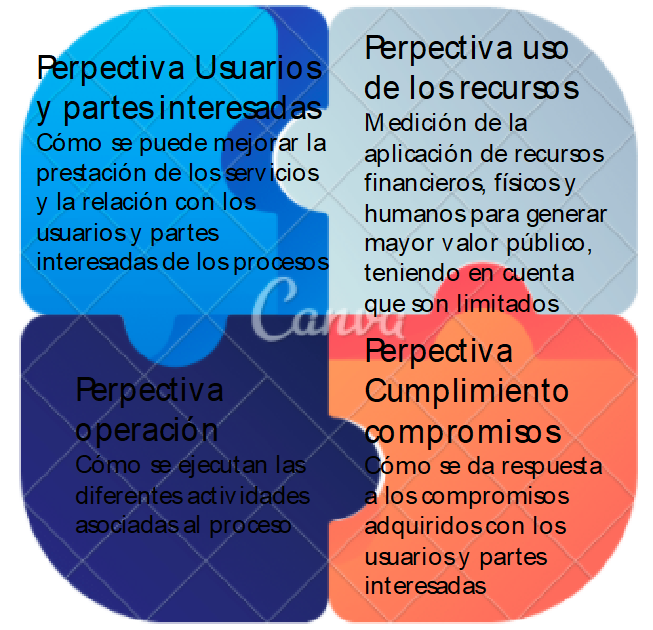 Perpectiva Usuarios
y partes interesadas
Cómo se puede mejorar la
prestación de los servicios
y la relación con los
usuarios y partes
interesadas de los procesos
Perpectiva uso
de los recursos
Medición de la
aplicación de recursos
financieros, físicos y
humanos para generar
mayor valor público,
teniendo en cuenta
que son limitados
Canva
Perpectiva
operación
Cómo se ejecutan las
diferentes actividades
asociadas al proceso
Perpectiva
Cumplimiento
compromisos
Cómo se da respuesta
a los compromisos
adquiridos con los
usuarios y partes
interesadas